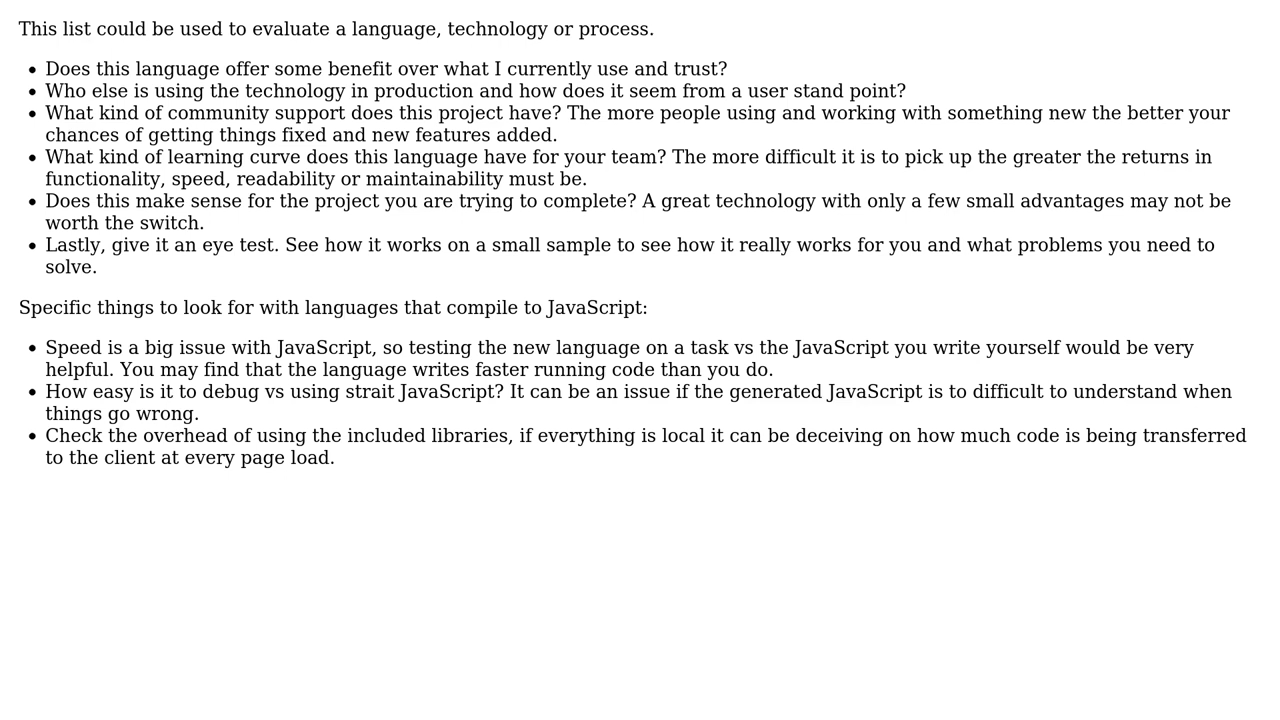 This list could be used to evaluate a language, technology or process.
• Does this language offer some benefit over what I currently use and trust?
• Who else is using the technology in production and how does it seem from a user stand point?
• What kind of community support does this project have? The more people using and working with something new the better your
chances of getting things fixed and new features added.
• What kind of learning curve does this language have for your team? The more difficult it is to pick up the greater the returns in
functionality, speed, readability or maintainability must be.
• Does this make sense for the project you are trying to complete? A great technology with only a few small advantages may not be
worth the switch.
• Lastly, give it an eye test. See how it works on a small sample to see how it really works for you and what problems you need to
solve.
Specific things to look for with languages that compile to JavaScript:
• Speed is a big issue with JavaScript, so testing the new language on a task vs the JavaScript you write yourself would be very
helpful. You may find that the language writes faster running code than you do.
• How easy is it to debug vs using strait JavaScript? It can be an issue if the generated JavaScript is to difficult to understand when
things go wrong.
• Check the overhead of using the included libraries, if everything is local it can be deceiving on how much code is being transferred
to the client at every page load.